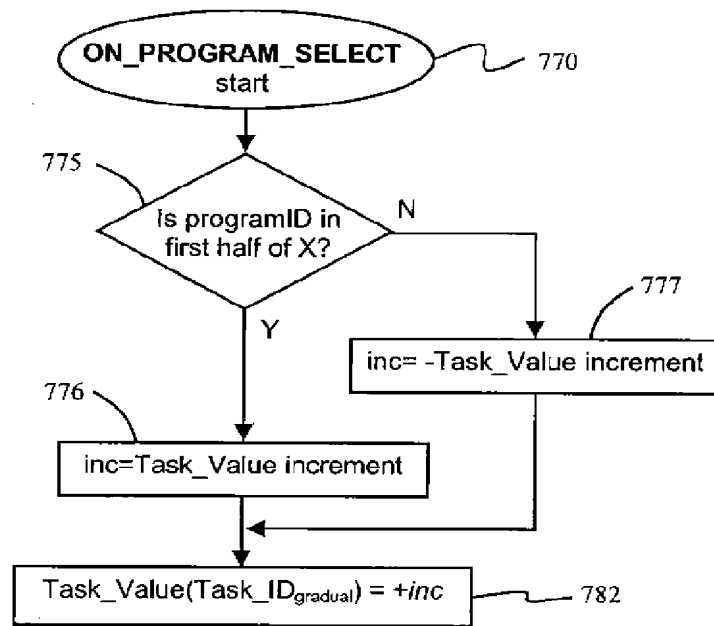 ON_PROGRAM_SELECT
start
770
775
Is programID in
first half of X?
N
Y
777
inc= -Task_Value increment
776
inc=Task_Value increment
Task_Value(Task_ID_gradual) = +inc
782